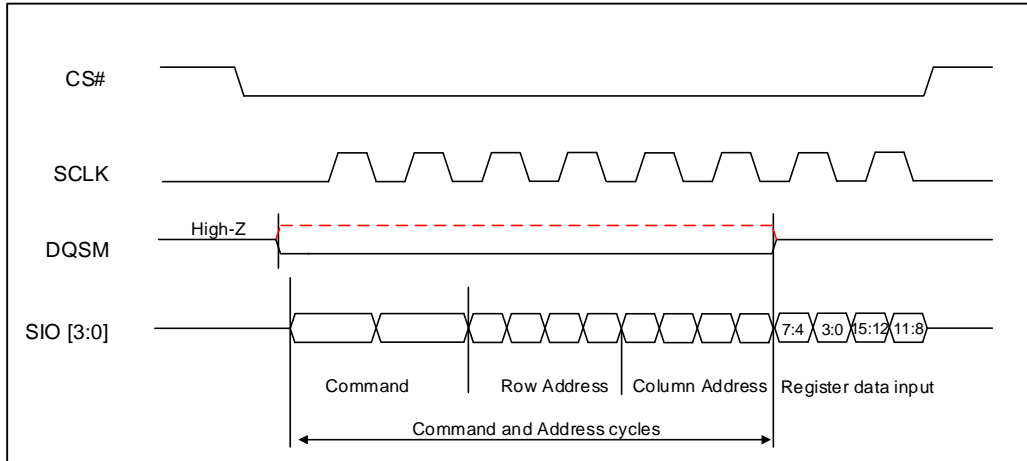 CS#
SCLK
High-Z
DQSM
SIO [3:0]
7:4 3:0 15:12 11:8
Command Row Address Column Address Register data input
Command and Address cycles